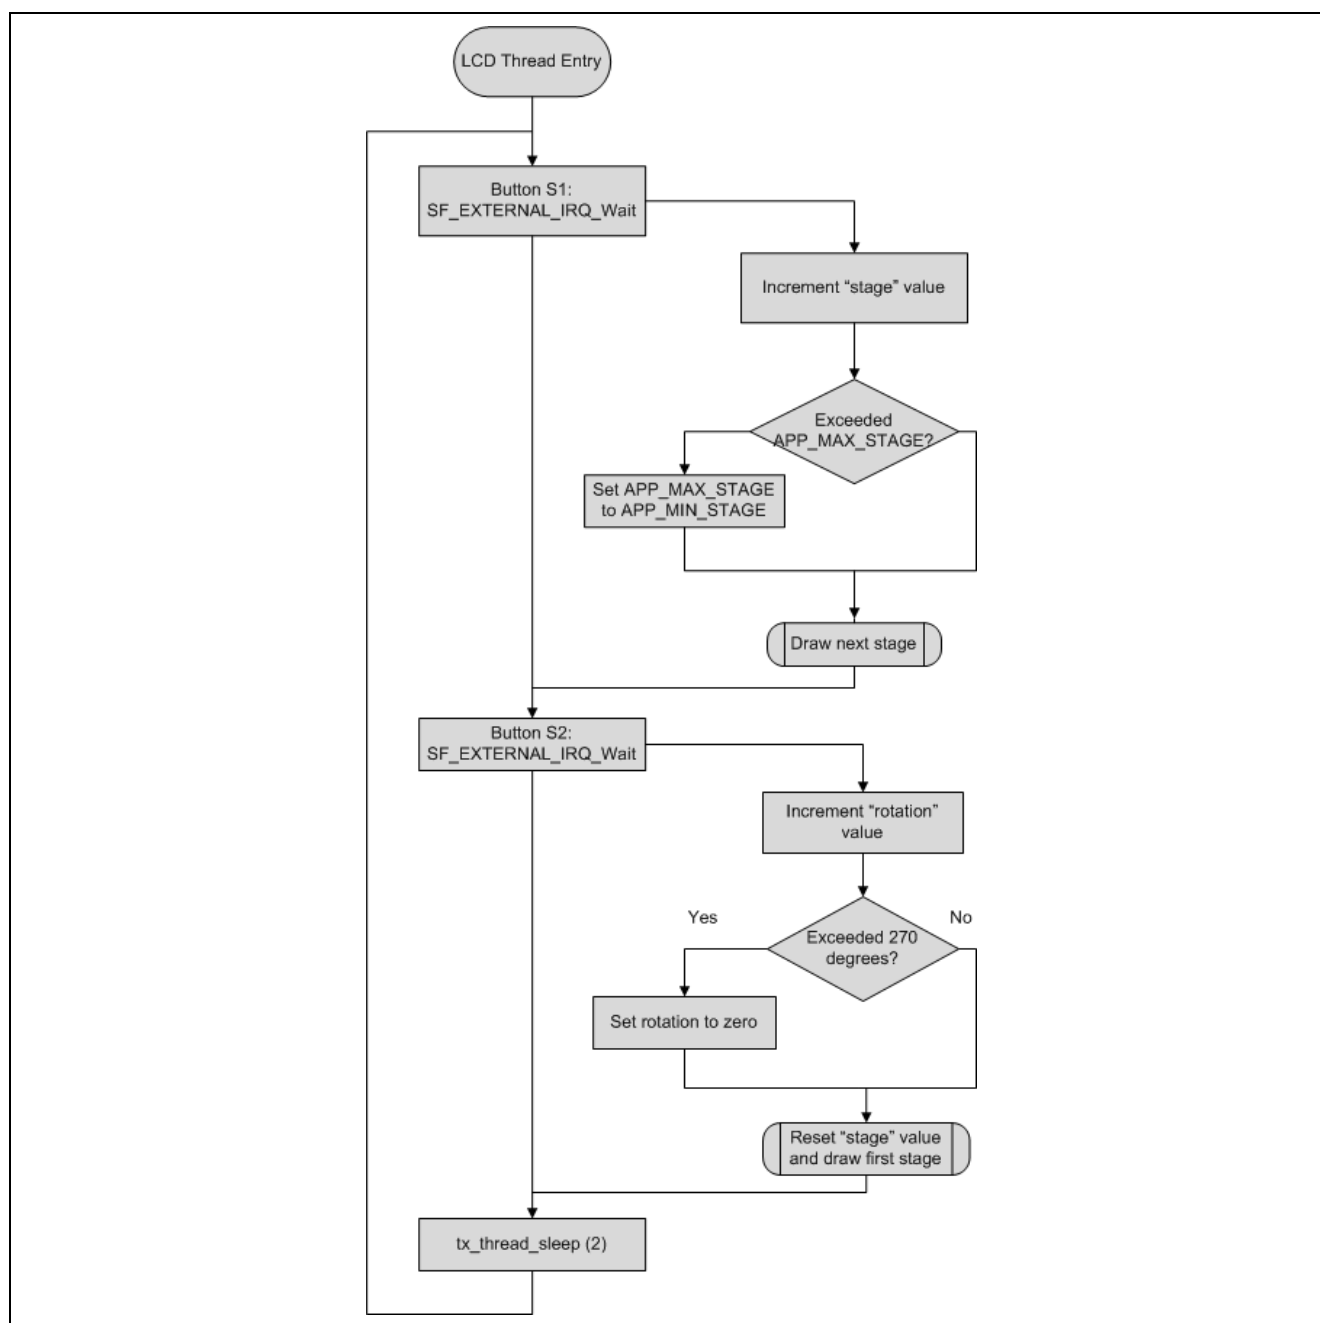 LCD Thread Entry
Button S1:
SF_EXTERNAL_IRQ_Wait
Increment “stage” value
Exceeded
APP_MAX_STAGE?
Set APP_MAX_STAGE
to APP_MIN_STAGE
Draw next stage
Button S2:
SF_EXTERNAL_IRQ_Wait
Increment “rotation”
value
Yes
No
Exceeded 270
degrees?
Set rotation to zero
Reset “stage” value
and draw first stage
tx_thread_sleep (2)